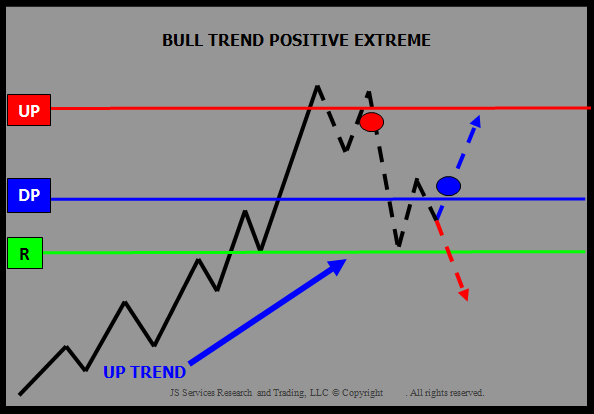 BULL TREND POSITIVE EXTREME
UP
DP
R
UP TREND
JS Services Research and Trading, LLC © Copyright . All rights reserved.